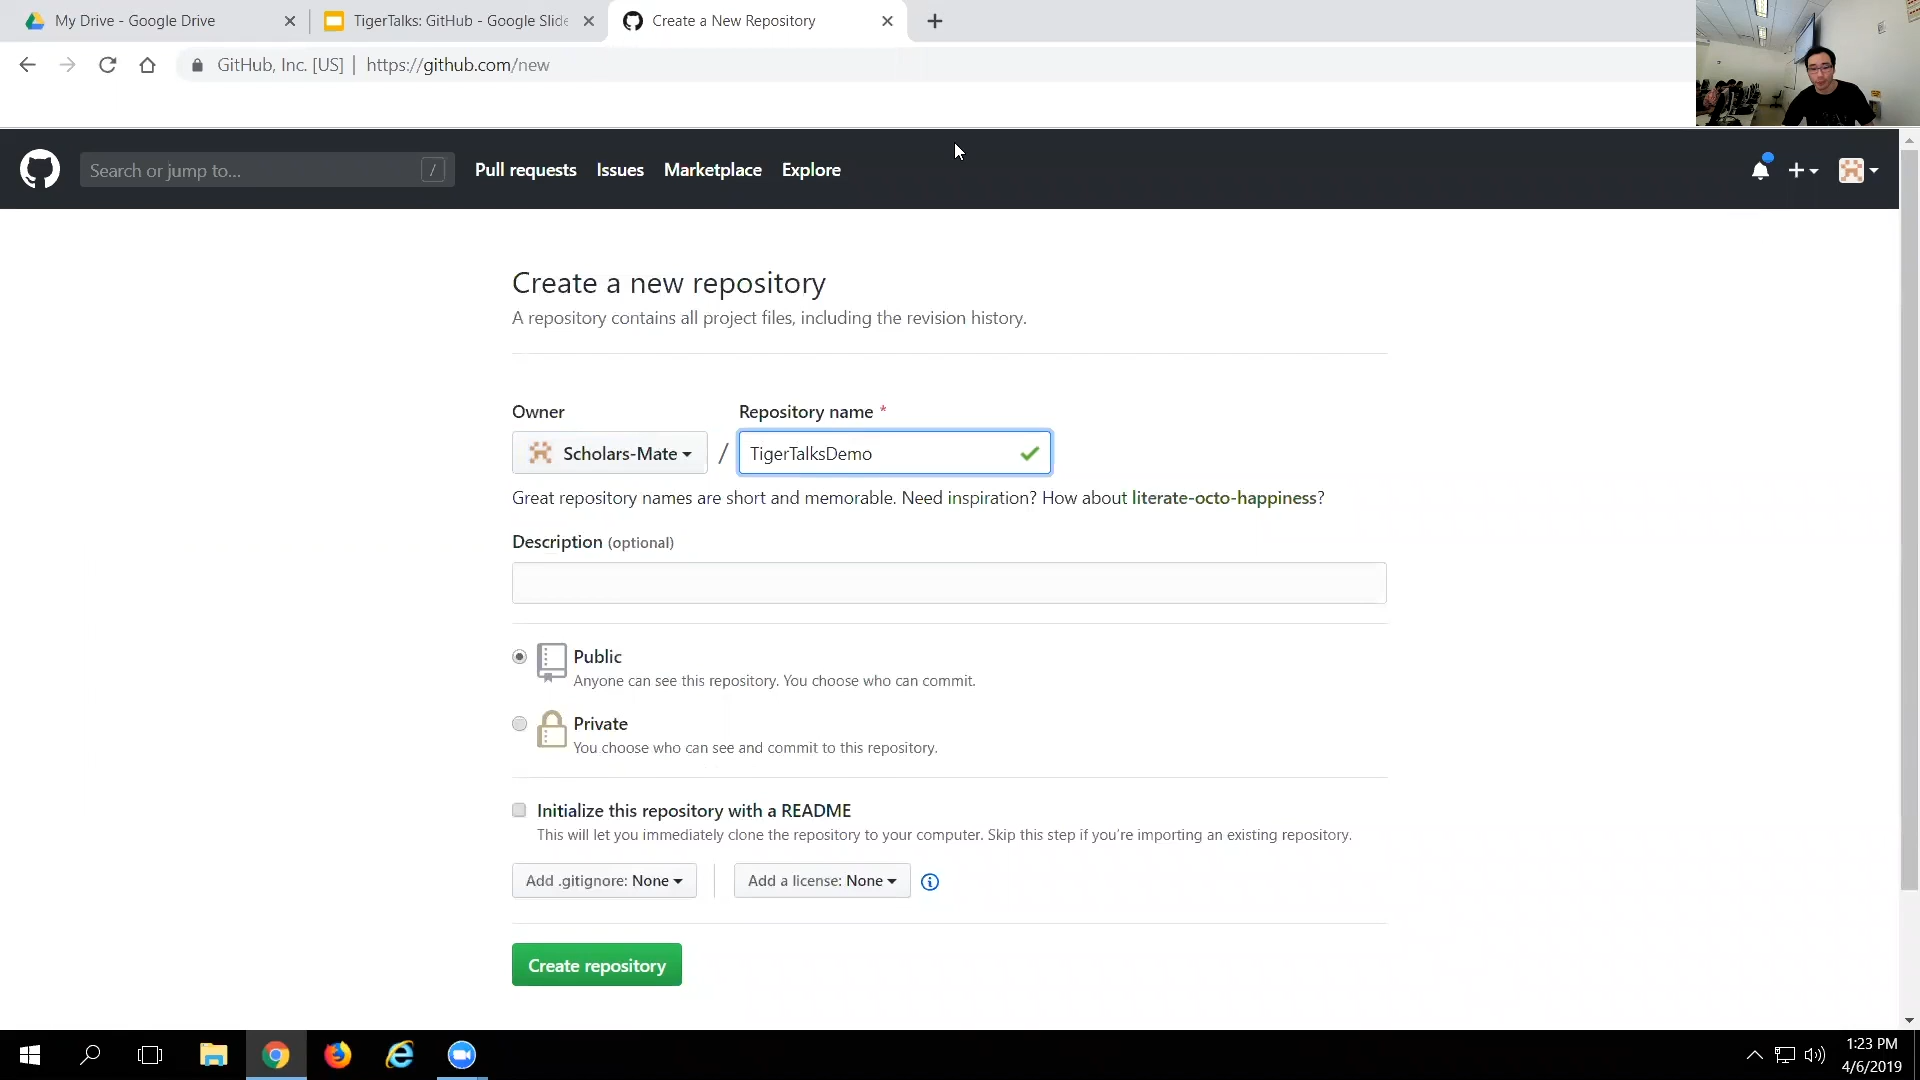 My Drive - Google Drive
TigerTalks: GitHub - Google Slide
Create a New Repository
GitHub, Inc. [US] | https://github.com/new
Search or jump to... /
Pull requests Issues Marketplace Explore
Create a new repository
A repository contains all project files, including the revision history.
Owner Repository name *
Scholars-Mate / TigerTalksDemo
Great repository names are short and memorable. Need inspiration? How about literate-octo-happiness?
Description (optional)
Public
Anyone can see this repository. You choose who can commit.
Private
You choose who can see and commit to this repository.
Initialize this repository with a README
This will let you immediately clone the repository to your computer. Skip this step if you're importing an existing repository.
Add .gitignore: None Add a license: None
Create repository
1:23 PM
4/6/2019